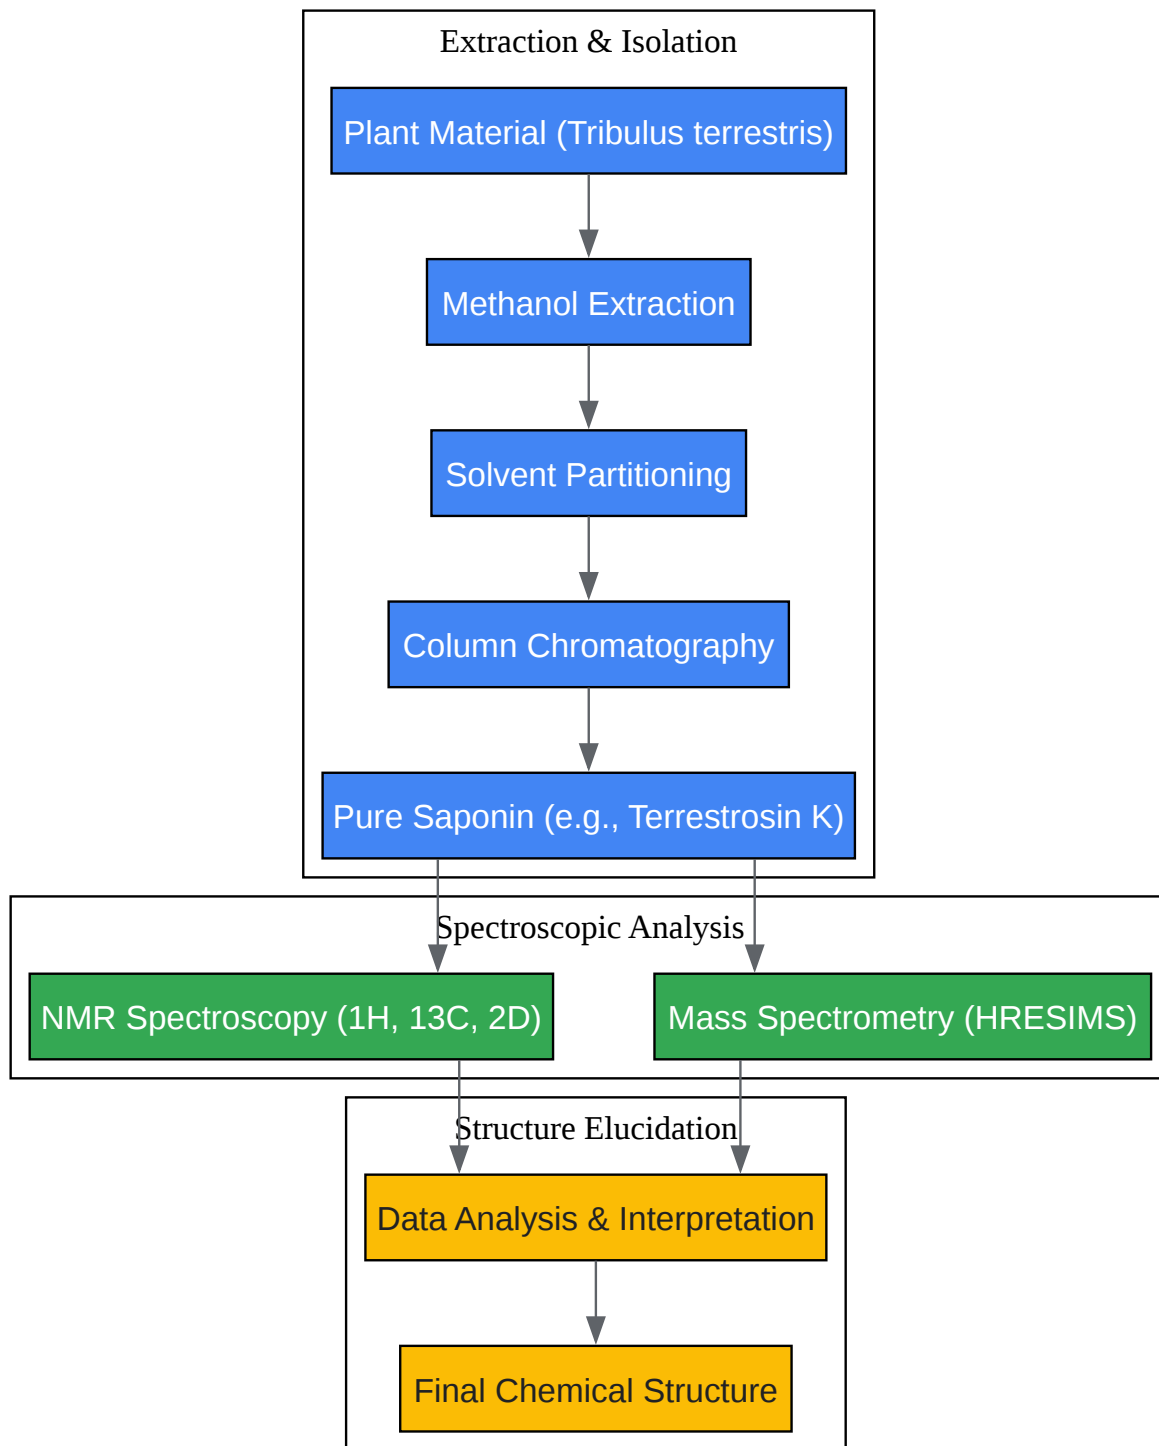 Extraction & Isolation
Plant Material (Tribulus terrestris)
Methanol Extraction
Solvent Partitioning
Column Chromatography
Pure Saponin (e.g., Terrestrosin K)
Spectroscopic Analysis
NMR Spectroscopy (1H, 13C, 2D)
Mass Spectrometry (HRESIMS)
Structure Elucidation
Data Analysis & Interpretation
Final Chemical Structure